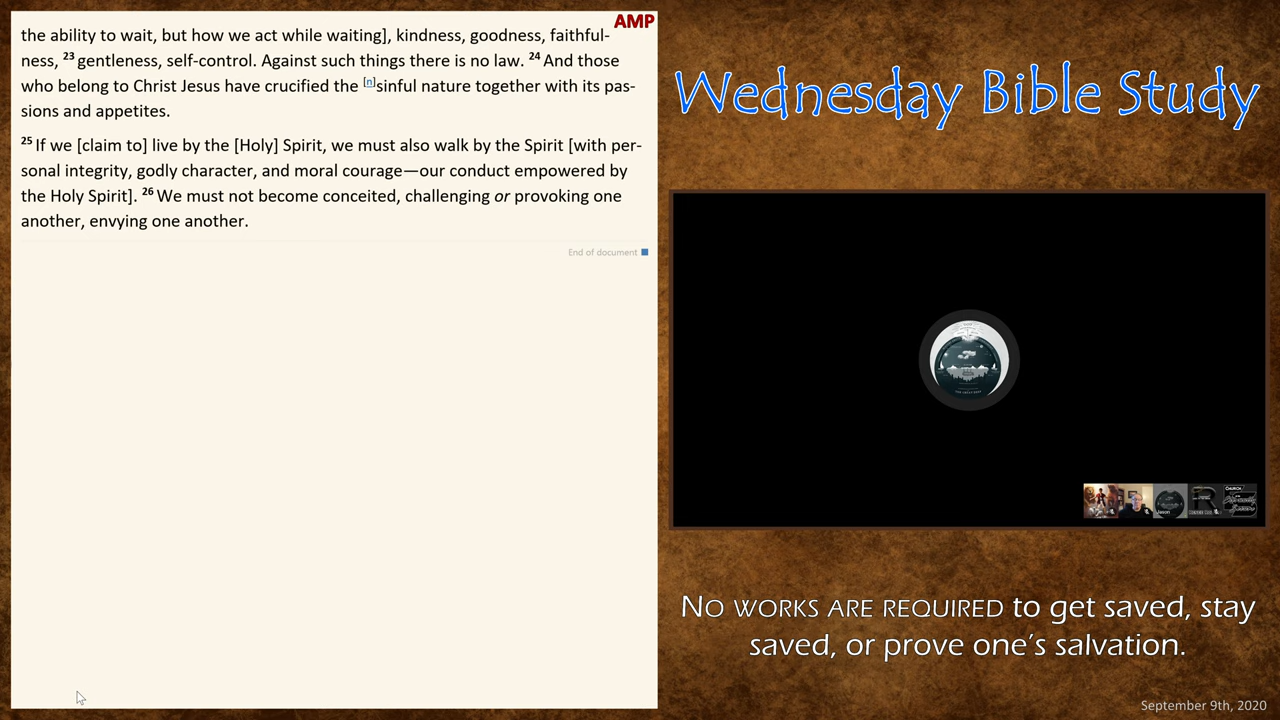 AMP
the ability to wait, but how we act while waiting], kindness, goodness, faithful-
ness, 23 gentleness, self-control. Against such things there is no law. 24 And those
who belong to Christ Jesus have crucified the [n]sinful nature together with its pas-
sions and appetites.
25 If we [claim to] live by the [Holy] Spirit, we must also walk by the Spirit [with per-
sonal integrity, godly character, and moral courage—our conduct empowered by
the Holy Spirit]. 26 We must not become conceited, challenging or provoking one
another, envying one another.
End of document
Wednesday Bible Study
Jason
CHURCH
NO WORKS ARE REQUIRED to get saved, stay
saved, or prove one's salvation.
September 9th, 2020